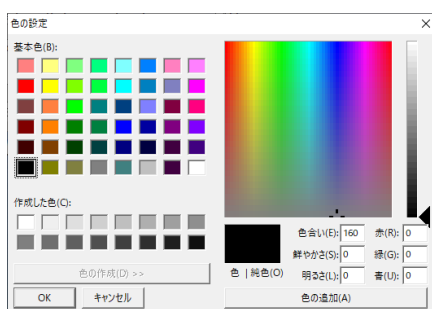 色の設定
基本色(B):
作成した色(C):
色の作成(D) >>
OK
キャンセル
色 | 純色(O)
色合い(E): 160
鮮やかさ(S): 0
明るさ(L): 0
赤(R): 0
緑(G): 0
青(U): 0
色の追加(A)